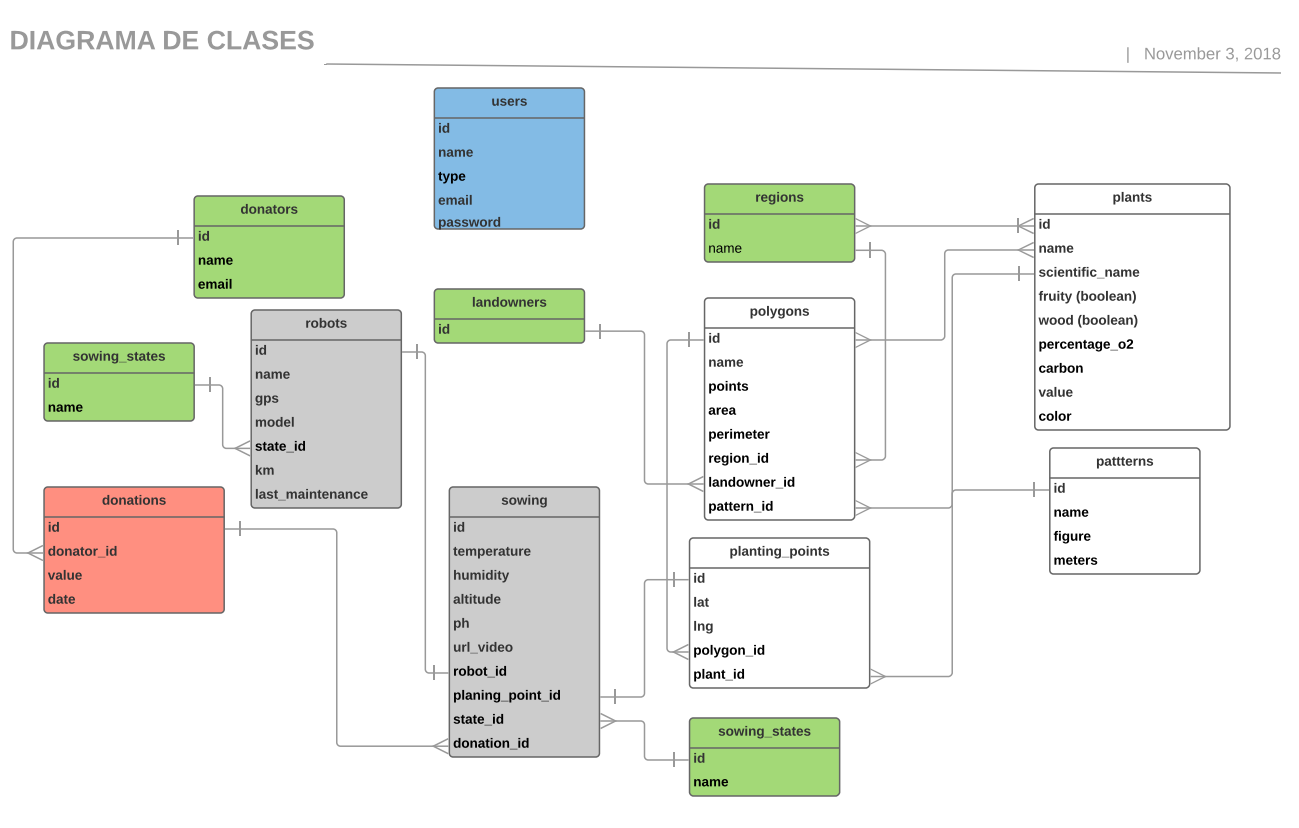 DIAGRAMA DE CLASES
| November 3, 2018
users
id
name
type
email
password
donators
id
name
email
regions
id
name
plants
id
name
scientific_name
fruity (boolean)
wood (boolean)
percentage_o2
carbon
value
color
landowners
id
robots
id
name
gps
model
state_id
km
last_maintenance
polygons
id
name
points
area
perimeter
region_id
landowner_id
pattern_id
sowing_states
id
name
pattterns
id
name
figure
meters
donations
id
donator_id
value
date
sowing
id
temperature
humidity
altitude
ph
url_video
robot_id
planing_point_id
state_id
donation_id
planting_points
id
lat
lng
polygon_id
plant_id
sowing_states
id
name